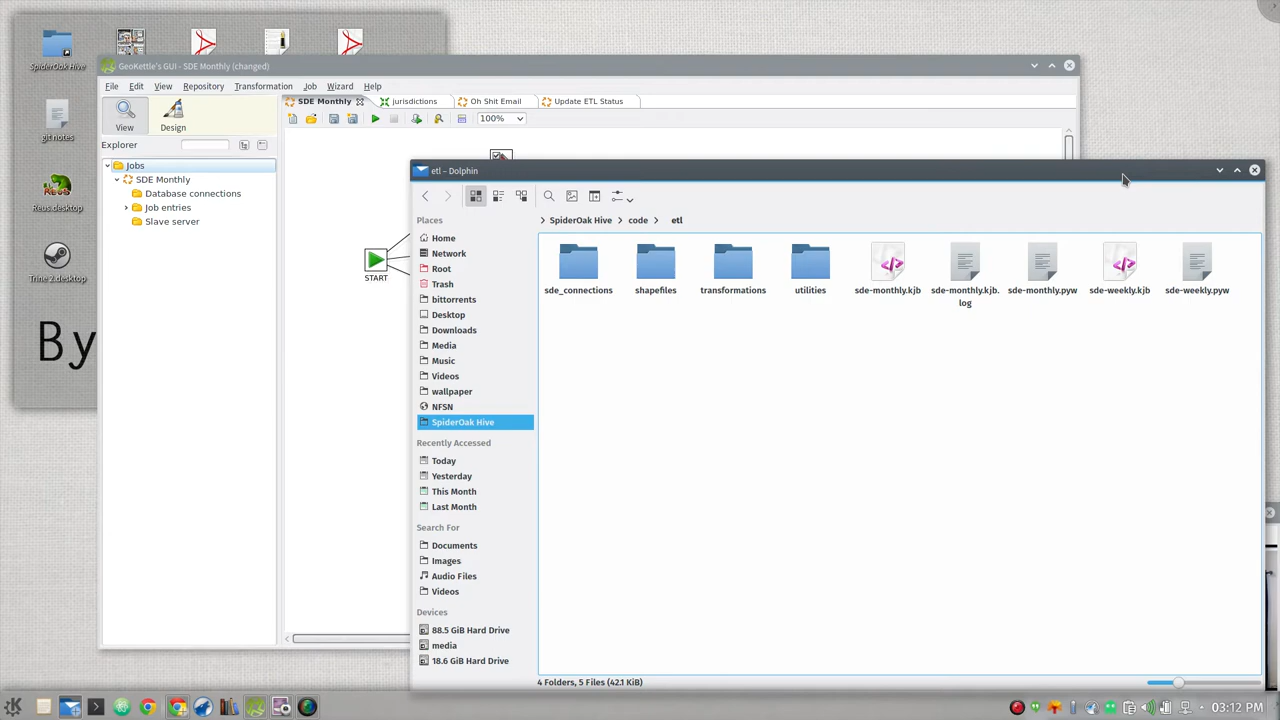 SpiderOak Hive
git notes
Reus.desktop
Trine 2.desktop
By
GeoKettle's GUI - SDE Monthly (changed)
File Edit View Repository Transformation Job Wizard Help
View
Design
SDE Monthly
jurisdictions
Oh Shit Email
Update ETL Status
100%
Explorer
Jobs
SDE Monthly
Database connections
Job entries
Slave server
START
etl – Dolphin
Places
SpiderOak Hive > code > etl
Home
Network
Root
Trash
bittorrents
Desktop
Downloads
Media
Music
Videos
wallpaper
NFSN
SpiderOak Hive
Recently Accessed
Today
Yesterday
This Month
Last Month
Search For
Documents
Images
Audio Files
Videos
Devices
88.5 GiB Hard Drive
media
18.6 GiB Hard Drive
sde_connections
shapefiles
transformations
utilities
sde-monthly.kjb
sde-monthly.kjb.
log
sde-monthly.pyw
sde-weekly.kjb
sde-weekly.pyw
4 Folders, 5 Files (42.1 KiB)
03:12 PM